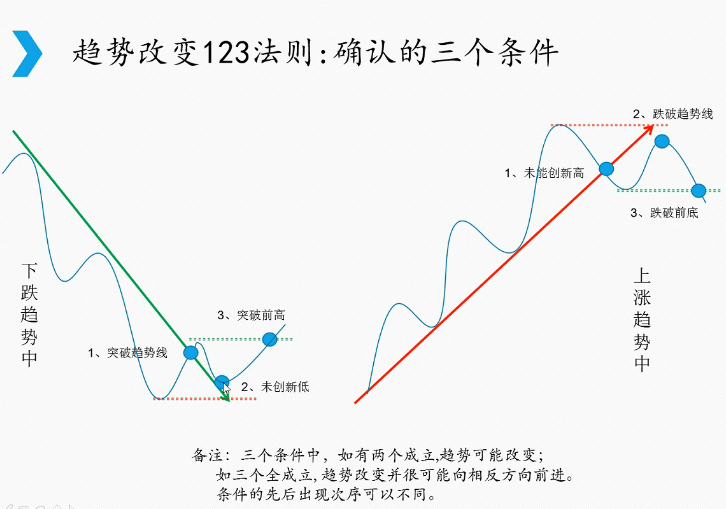 趋势改变123法则:确认的三个条件
下跌趋势中
1、突破趋势线
2、未创新低
3、突破前高
上涨趋势中
1、未能创新高
2、跌破趋势线
3、跌破前底
备注：三个条件中，如有两个成立,趋势可能改变；
如三个全成立,趋势改变并很可能向相反方向前进。
条件的先后出现次序可以不同。